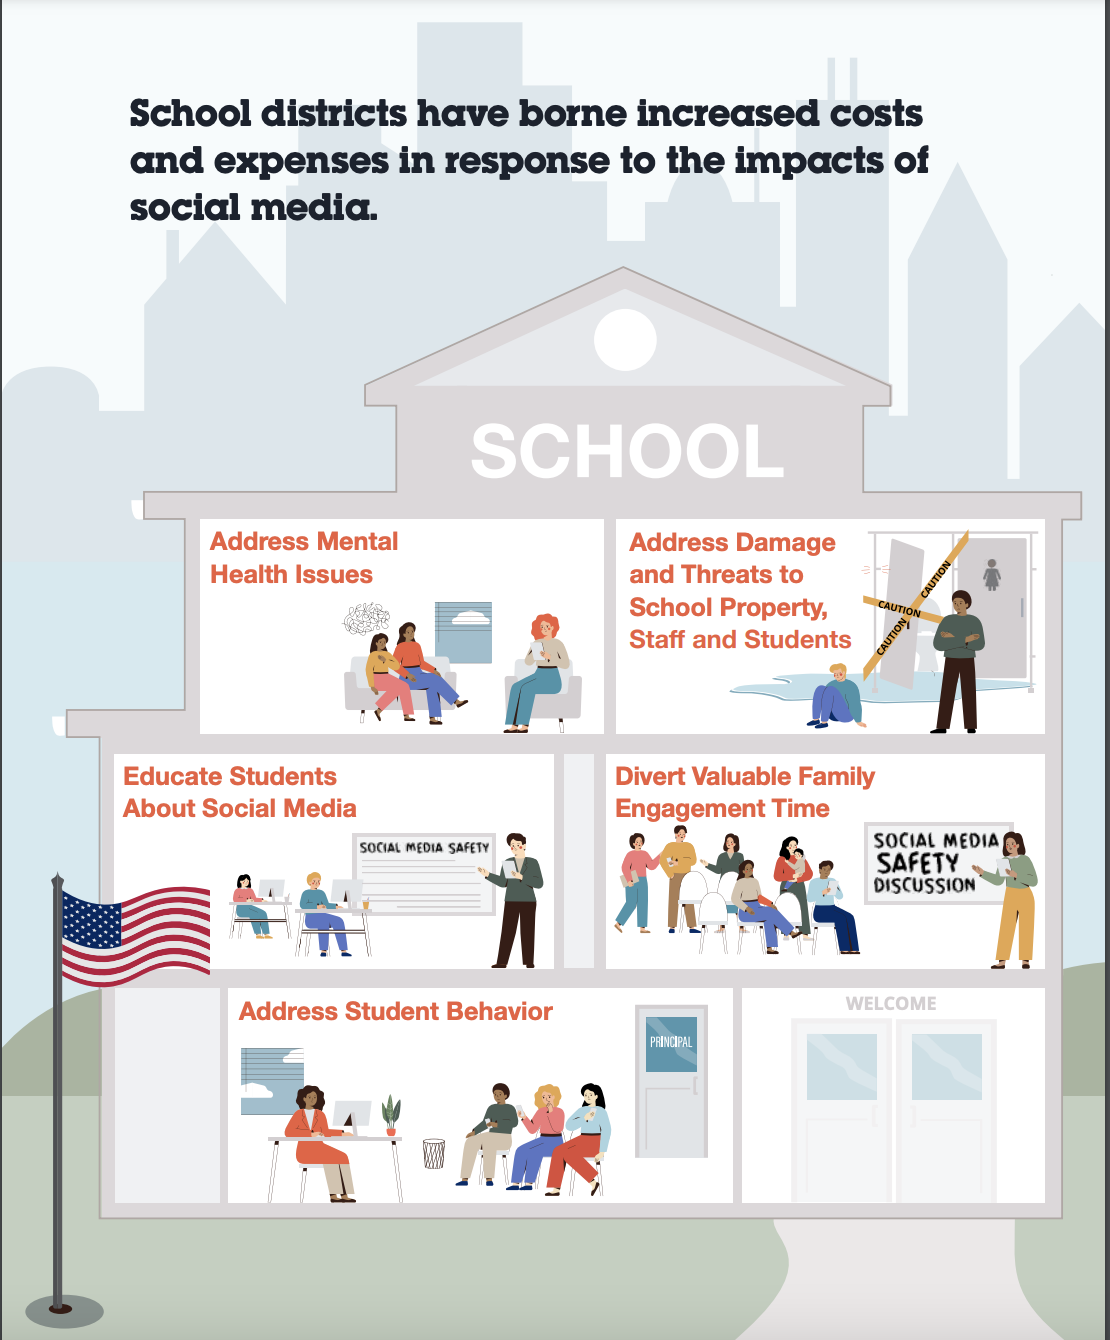 School districts have borne increased costs
and expenses in response to the impacts of
social media.
SCHOOL
Address Mental
Health Issues
Address Damage
and Threats to
School Property,
Staff and Students
CAUTION
CAUTION
CAUTION
Educate Students
About Social Media
SOCIAL MEDIA SAFETY
Divert Valuable Family
Engagement Time
SOCIAL MEDIA
SAFETY
DISCUSSION
Address Student Behavior
PRINCIPAL
WELCOME